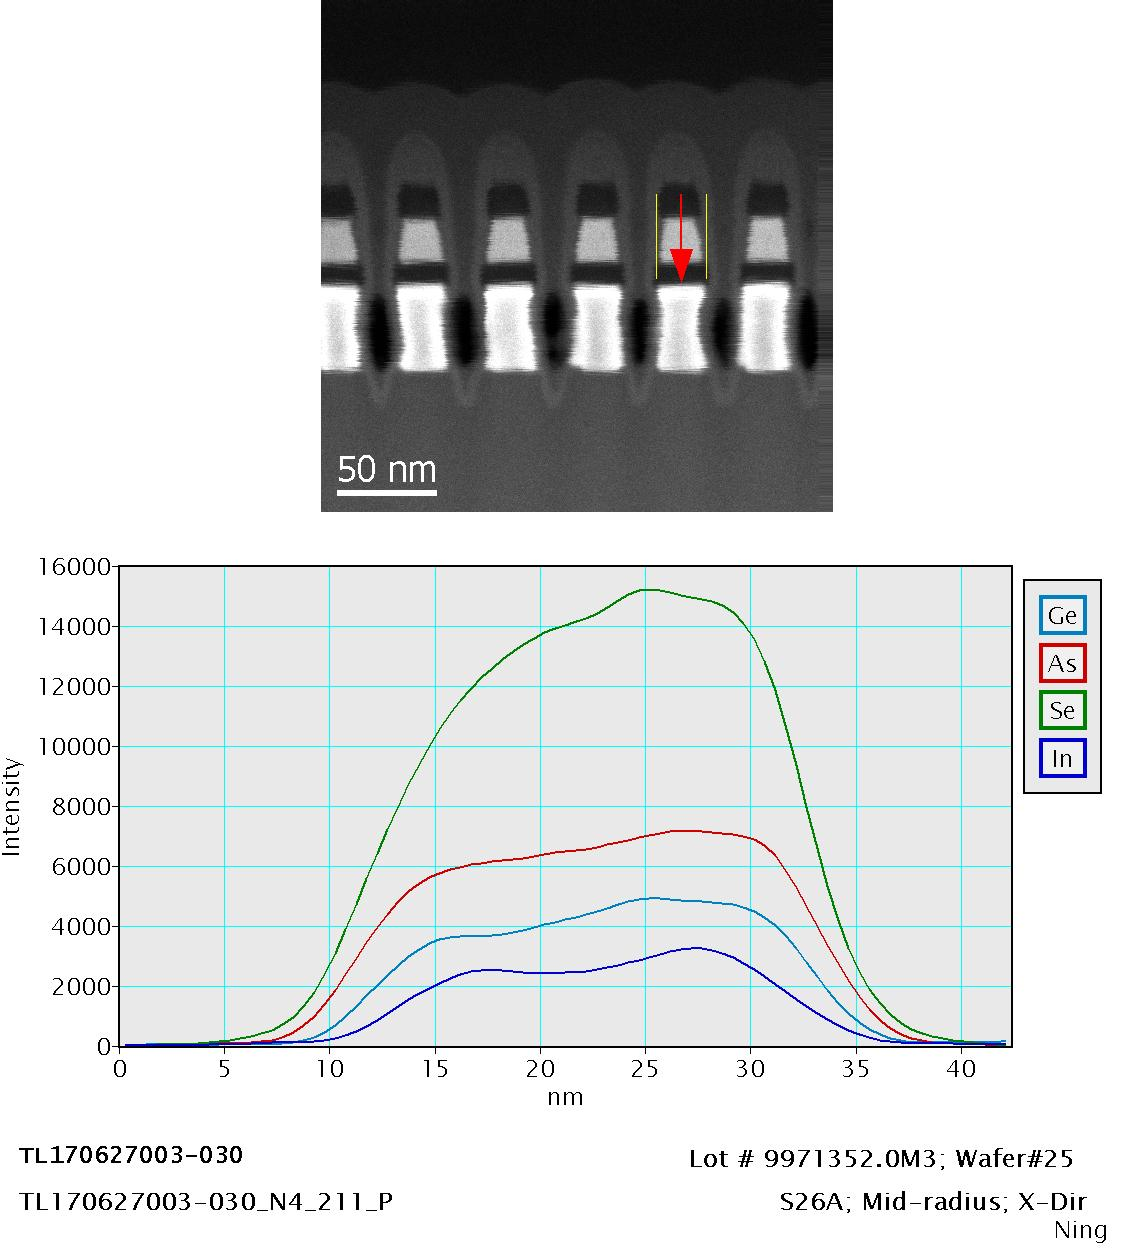 50 nm
16000
14000
12000
10000
8000
6000
4000
2000
0
Intensity
0 5 10 15 20 25 30 35 40
nm
Ge
As
Se
In
TL170627003-030
Lot # 9971352.0M3; Wafer#25
TL170627003-030_N4_211_P
S26A; Mid-radius; X-Dir
Ning